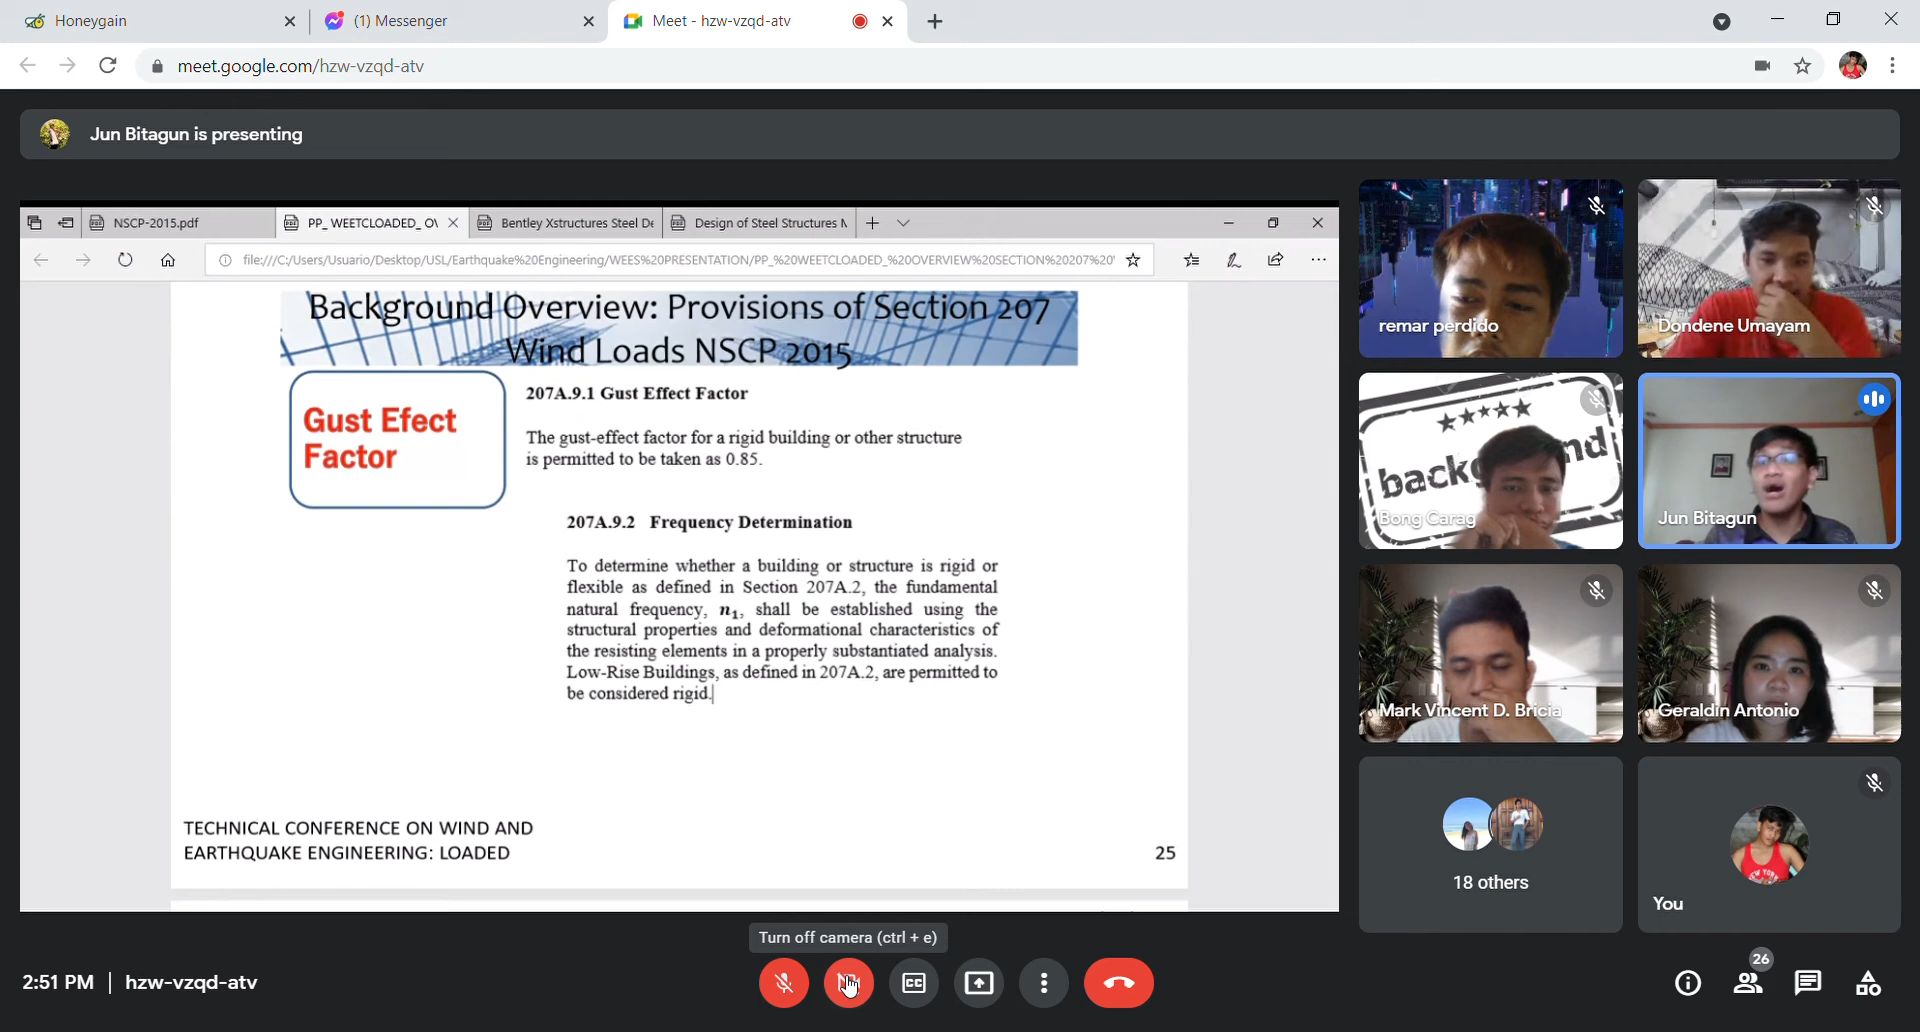 Honeygain
(1) Messenger
Meet - hzw-vzqd-atv
meet.google.com/hzw-vzqd-atv
Jun Bitagun is presenting
NSCP-2015.pdf
PP_ WEETCLOADED_ O
Bentley Xstructures Steel De
Design of Steel Structures
file:///C:/Users/Usuario/Desktop/USL/Earthquake%20Engineering/WEES%20PRESENTATION/PP_%20WEETCLOADED_%20OVERVIEW%20SECTION%20207%20'
Background Overview: Provisions of Section 207
Wind Loads NSCP 2015
Gust Efect
Factor
207A.9.1 Gust Effect Factor
The gust-effect factor for a rigid building or other structure
is permitted to be taken as 0.85.
207A.9.2 Frequency Determination
To determine whether a building or structure is rigid or
flexible as defined in Section 207A.2, the fundamental
natural frequency, n₁, shall be established using the
structural properties and deformational characteristics of
the resisting elements in a properly substantiated analysis.
Low-Rise Buildings, as defined in 207A.2, are permitted to
be considered rigid.
TECHNICAL CONFERENCE ON WIND AND
EARTHQUAKE ENGINEERING: LOADED
25
remar perdido
Dondene Umayam
backg nd
Bong Carag
Jun Bitagun
Mark Vincent D. Bricia
Geraldin Antonio
18 others
NEW YORK
You
Turn off camera (ctrl + e)
2:51 PM | hzw-vzqd-atv
CC
26